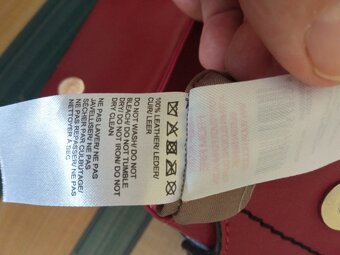 100% LEATHER/ LEDER/
CUIR/ LEER
DO NOT WASH/ DO NOT
BLEACH/ DO NOT TUMBLE
DRY/ DO NOT IRON/ DO NOT
DRY CLEAN
NE PAS LAVER/ NE PAS
JAVELLISER/ NE PAS
SÉCHER PAR CULBUTAGE/
NE PAS REPASSER/ NE PAS
NETTOYER À SEC